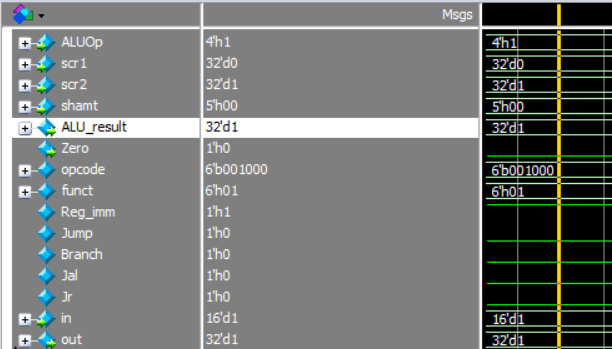 Msgs
ALUOp 4'h1 4'h1
scr1 32'd0 32'd0
scr2 32'd1 32'd1
shamt 5'h00 5'h00
ALU_result 32'd1 32'd1
Zero 1'h0
opcode 6'b001000 6'b001000
funct 6'h01 6'h01
Reg_imm 1'h1
Jump 1'h0
Branch 1'h0
Jal 1'h0
Jr 1'h0
in 16'd1 16'd1
out 32'd1 32'd1